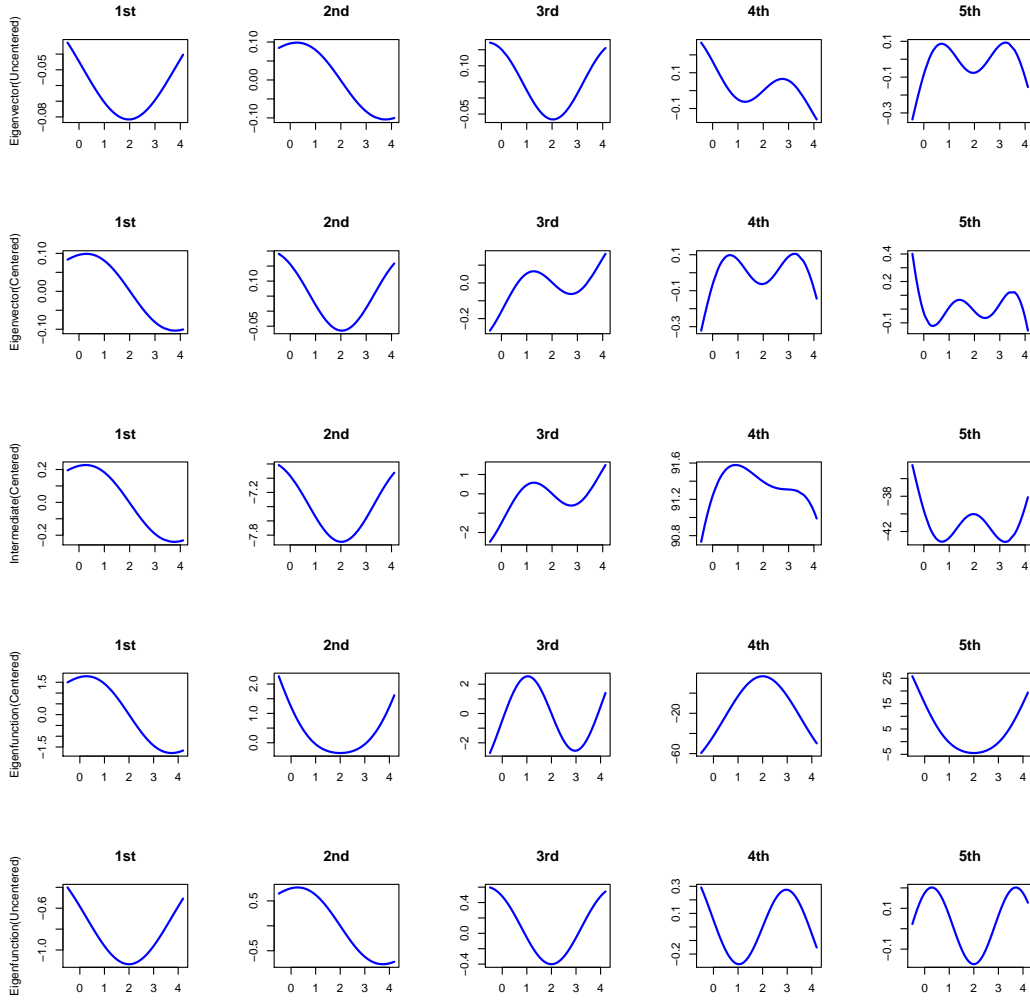 1st 2nd 3rd 4th 5th
Eigenvector(Uncentered)
−0.05 −0.08
0.10 0.00 −0.10
0.10 −0.05
0.1 −0.1
0.1 −0.1 −0.3
0 1 2 3 4 0 1 2 3 4 0 1 2 3 4 0 1 2 3 4 0 1 2 3 4
1st 2nd 3rd 4th 5th
Eigenvector(Centered)
0.10 0.00 −0.10
0.10 −0.05
0.0 −0.2
0.1 −0.1 −0.3
0.4 −0.1
0 1 2 3 4 0 1 2 3 4 0 1 2 3 4 0 1 2 3 4 0 1 2 3 4
1st 2nd 3rd 4th 5th
Intermediate(Centered)
0.2 0.0 −0.2
−7.2 −7.8
1 0 −2
91.6 91.2 90.8
−38 −42
0 1 2 3 4 0 1 2 3 4 0 1 2 3 4 0 1 2 3 4 0 1 2 3 4
1st 2nd 3rd 4th 5th
Eigenfunction(Centered)
1.5 0.0 −1.5
2.0 1.0 0.0
2 0 −2
−20 −60
25 15 5 −5
0 1 2 3 4 0 1 2 3 4 0 1 2 3 4 0 1 2 3 4 0 1 2 3 4
1st 2nd 3rd 4th 5th
Eigenfunction(Uncentered)
−0.6 −1.0
0.5 −0.5
0.4 0.0 −0.4
0.3 0.1 −0.2
0.1 −0.1
0 1 2 3 4 0 1 2 3 4 0 1 2 3 4 0 1 2 3 4 0 1 2 3 4